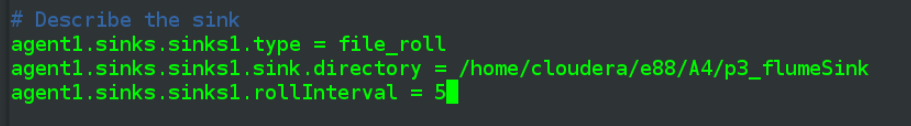 # Describe the sink
agent1.sinks.sinks1.type = file_roll
agent1.sinks.sinks1.sink.directory = /home/cloudera/e88/A4/p3_flumeSink
agent1.sinks.sinks1.rollInterval = 5